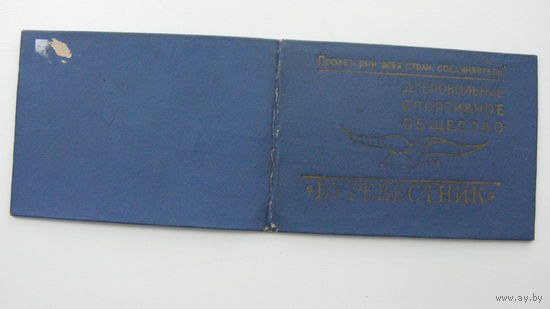 Пролетарии всех стран, соединяйтесь!
ДОБРОВОЛЬНОЕ
СПОРТИВНОЕ
ОБЩЕСТВО
"БУРЕВЕСТНИК"
www.ay.by